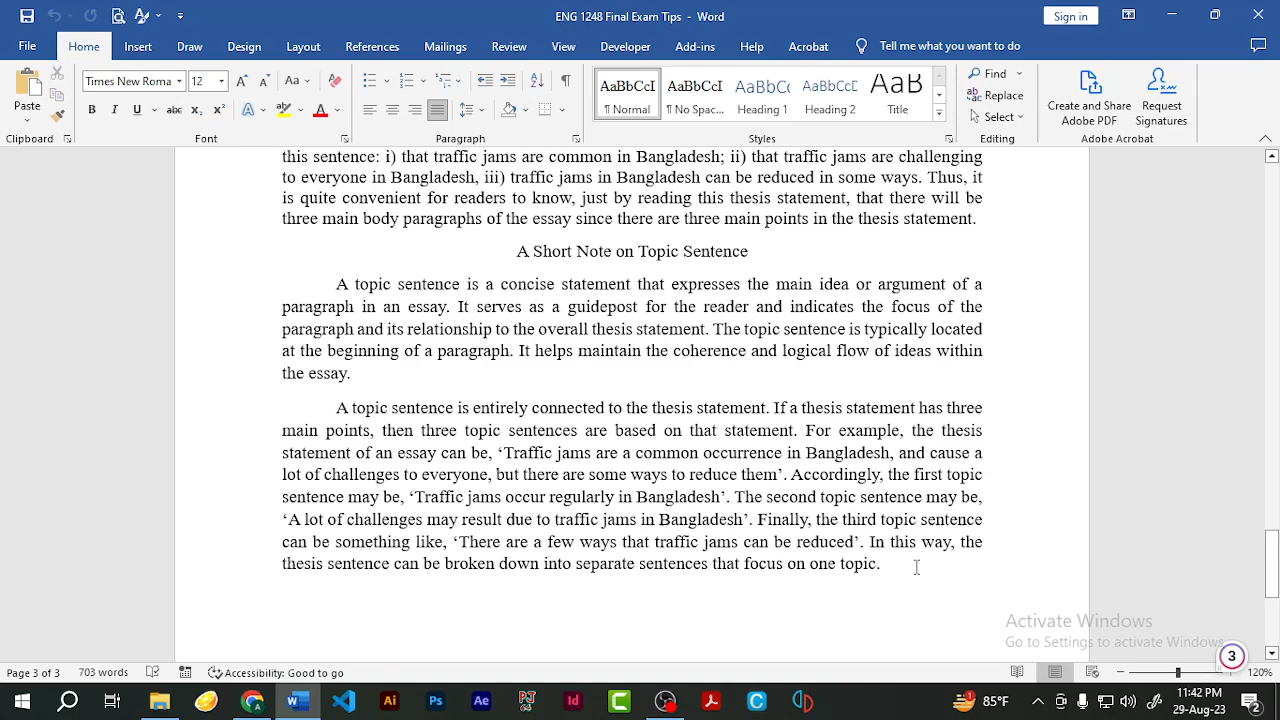 ENG 1248 Final Exam Tips - Word
Sign in
File Home Insert Draw Design Layout References Mailings Review View Developer Add-ins Help Acrobat Tell me what you want to do
Paste
Times New Roma 12
Aa
B I U abc x₂ x² A A
AaBbCcI AaBbCcI AaBbCc AaBbCcD AaB
¶ Normal ¶ No Spac... Heading 1 Heading 2 Title
Find
Replace
Select
Create and Share Adobe PDF
Request Signatures
Clipboard Font Paragraph Styles Editing Adobe Acrobat
this sentence: i) that traffic jams are common in Bangladesh; ii) that traffic jams are challenging
to everyone in Bangladesh, iii) traffic jams in Bangladesh can be reduced in some ways. Thus, it
is quite convenient for readers to know, just by reading this thesis statement, that there will be
three main body paragraphs of the essay since there are three main points in the thesis statement.
A Short Note on Topic Sentence
A topic sentence is a concise statement that expresses the main idea or argument of a
paragraph in an essay. It serves as a guidepost for the reader and indicates the focus of the
paragraph and its relationship to the overall thesis statement. The topic sentence is typically located
at the beginning of a paragraph. It helps maintain the coherence and logical flow of ideas within
the essay.
A topic sentence is entirely connected to the thesis statement. If a thesis statement has three
main points, then three topic sentences are based on that statement. For example, the thesis
statement of an essay can be, ‘Traffic jams are a common occurrence in Bangladesh, and cause a
lot of challenges to everyone, but there are some ways to reduce them’. Accordingly, the first topic
sentence may be, ‘Traffic jams occur regularly in Bangladesh’. The second topic sentence may be,
‘A lot of challenges may result due to traffic jams in Bangladesh’. Finally, the third topic sentence
can be something like, ‘There are a few ways that traffic jams can be reduced’. In this way, the
thesis sentence can be broken down into separate sentences that focus on one topic.
Activate Windows
Go to Settings to activate Windows.
3
Page 3 of 3 703 words Accessibility: Good to go 120%
Ai Ps Ae Id C
1 85°F
11:42 PM
29-Aug-23
2